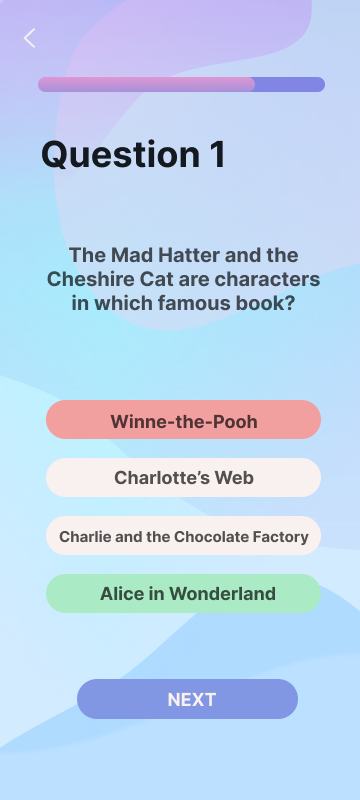 Question 1
The Mad Hatter and the
Cheshire Cat are characters
in which famous book?
Winne-the-Pooh
Charlotte’s Web
Charlie and the Chocolate Factory
Alice in Wonderland
NEXT